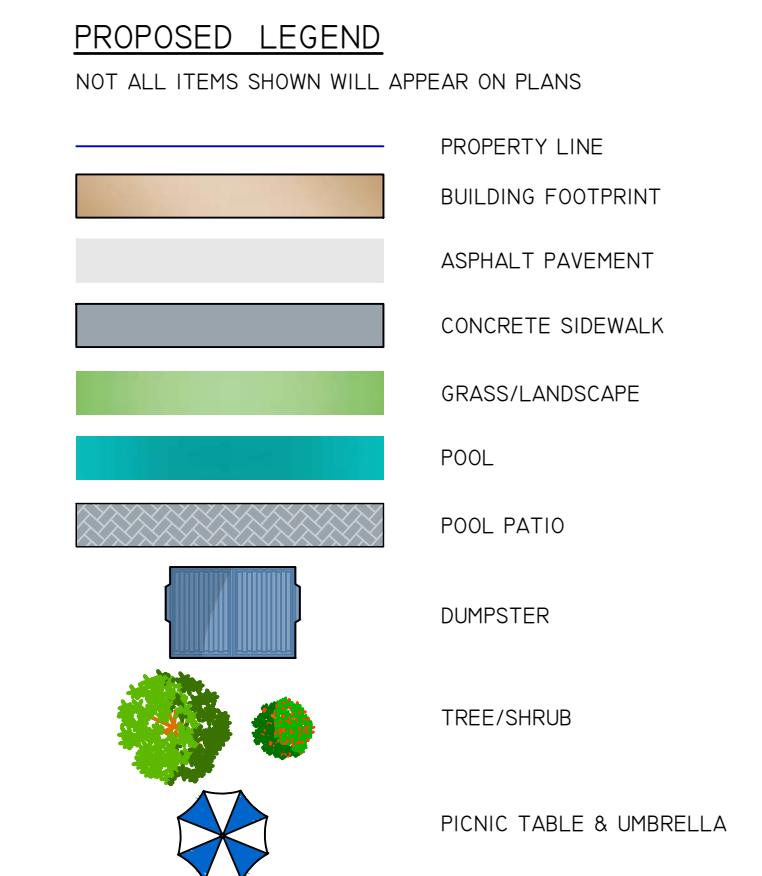 PROPOSED LEGEND
NOT ALL ITEMS SHOWN WILL APPEAR ON PLANS
PROPERTY LINE
BUILDING FOOTPRINT
ASPHALT PAVEMENT
CONCRETE SIDEWALK
GRASS/LANDSCAPE
POOL
POOL PATIO
DUMPSTER
TREE/SHRUB
PICNIC TABLE & UMBRELLA